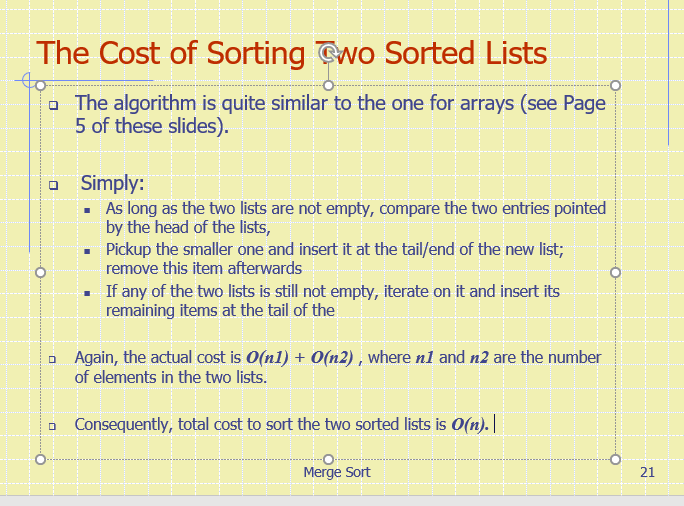 The Cost of Sorting Two Sorted Lists
The algorithm is quite similar to the one for arrays (see Page
5 of these slides).
Simply:
As long as the two lists are not empty, compare the two entries pointed
by the head of the lists,
Pickup the smaller one and insert it at the tail/end of the new list;
remove this item afterwards
If any of the two lists is still not empty, iterate on it and insert its
remaining items at the tail of the
Again, the actual cost is O(n1) + O(n2) , where n1 and n2 are the number
of elements in the two lists.
Consequently, total cost to sort the two sorted lists is O(n).
Merge Sort
21